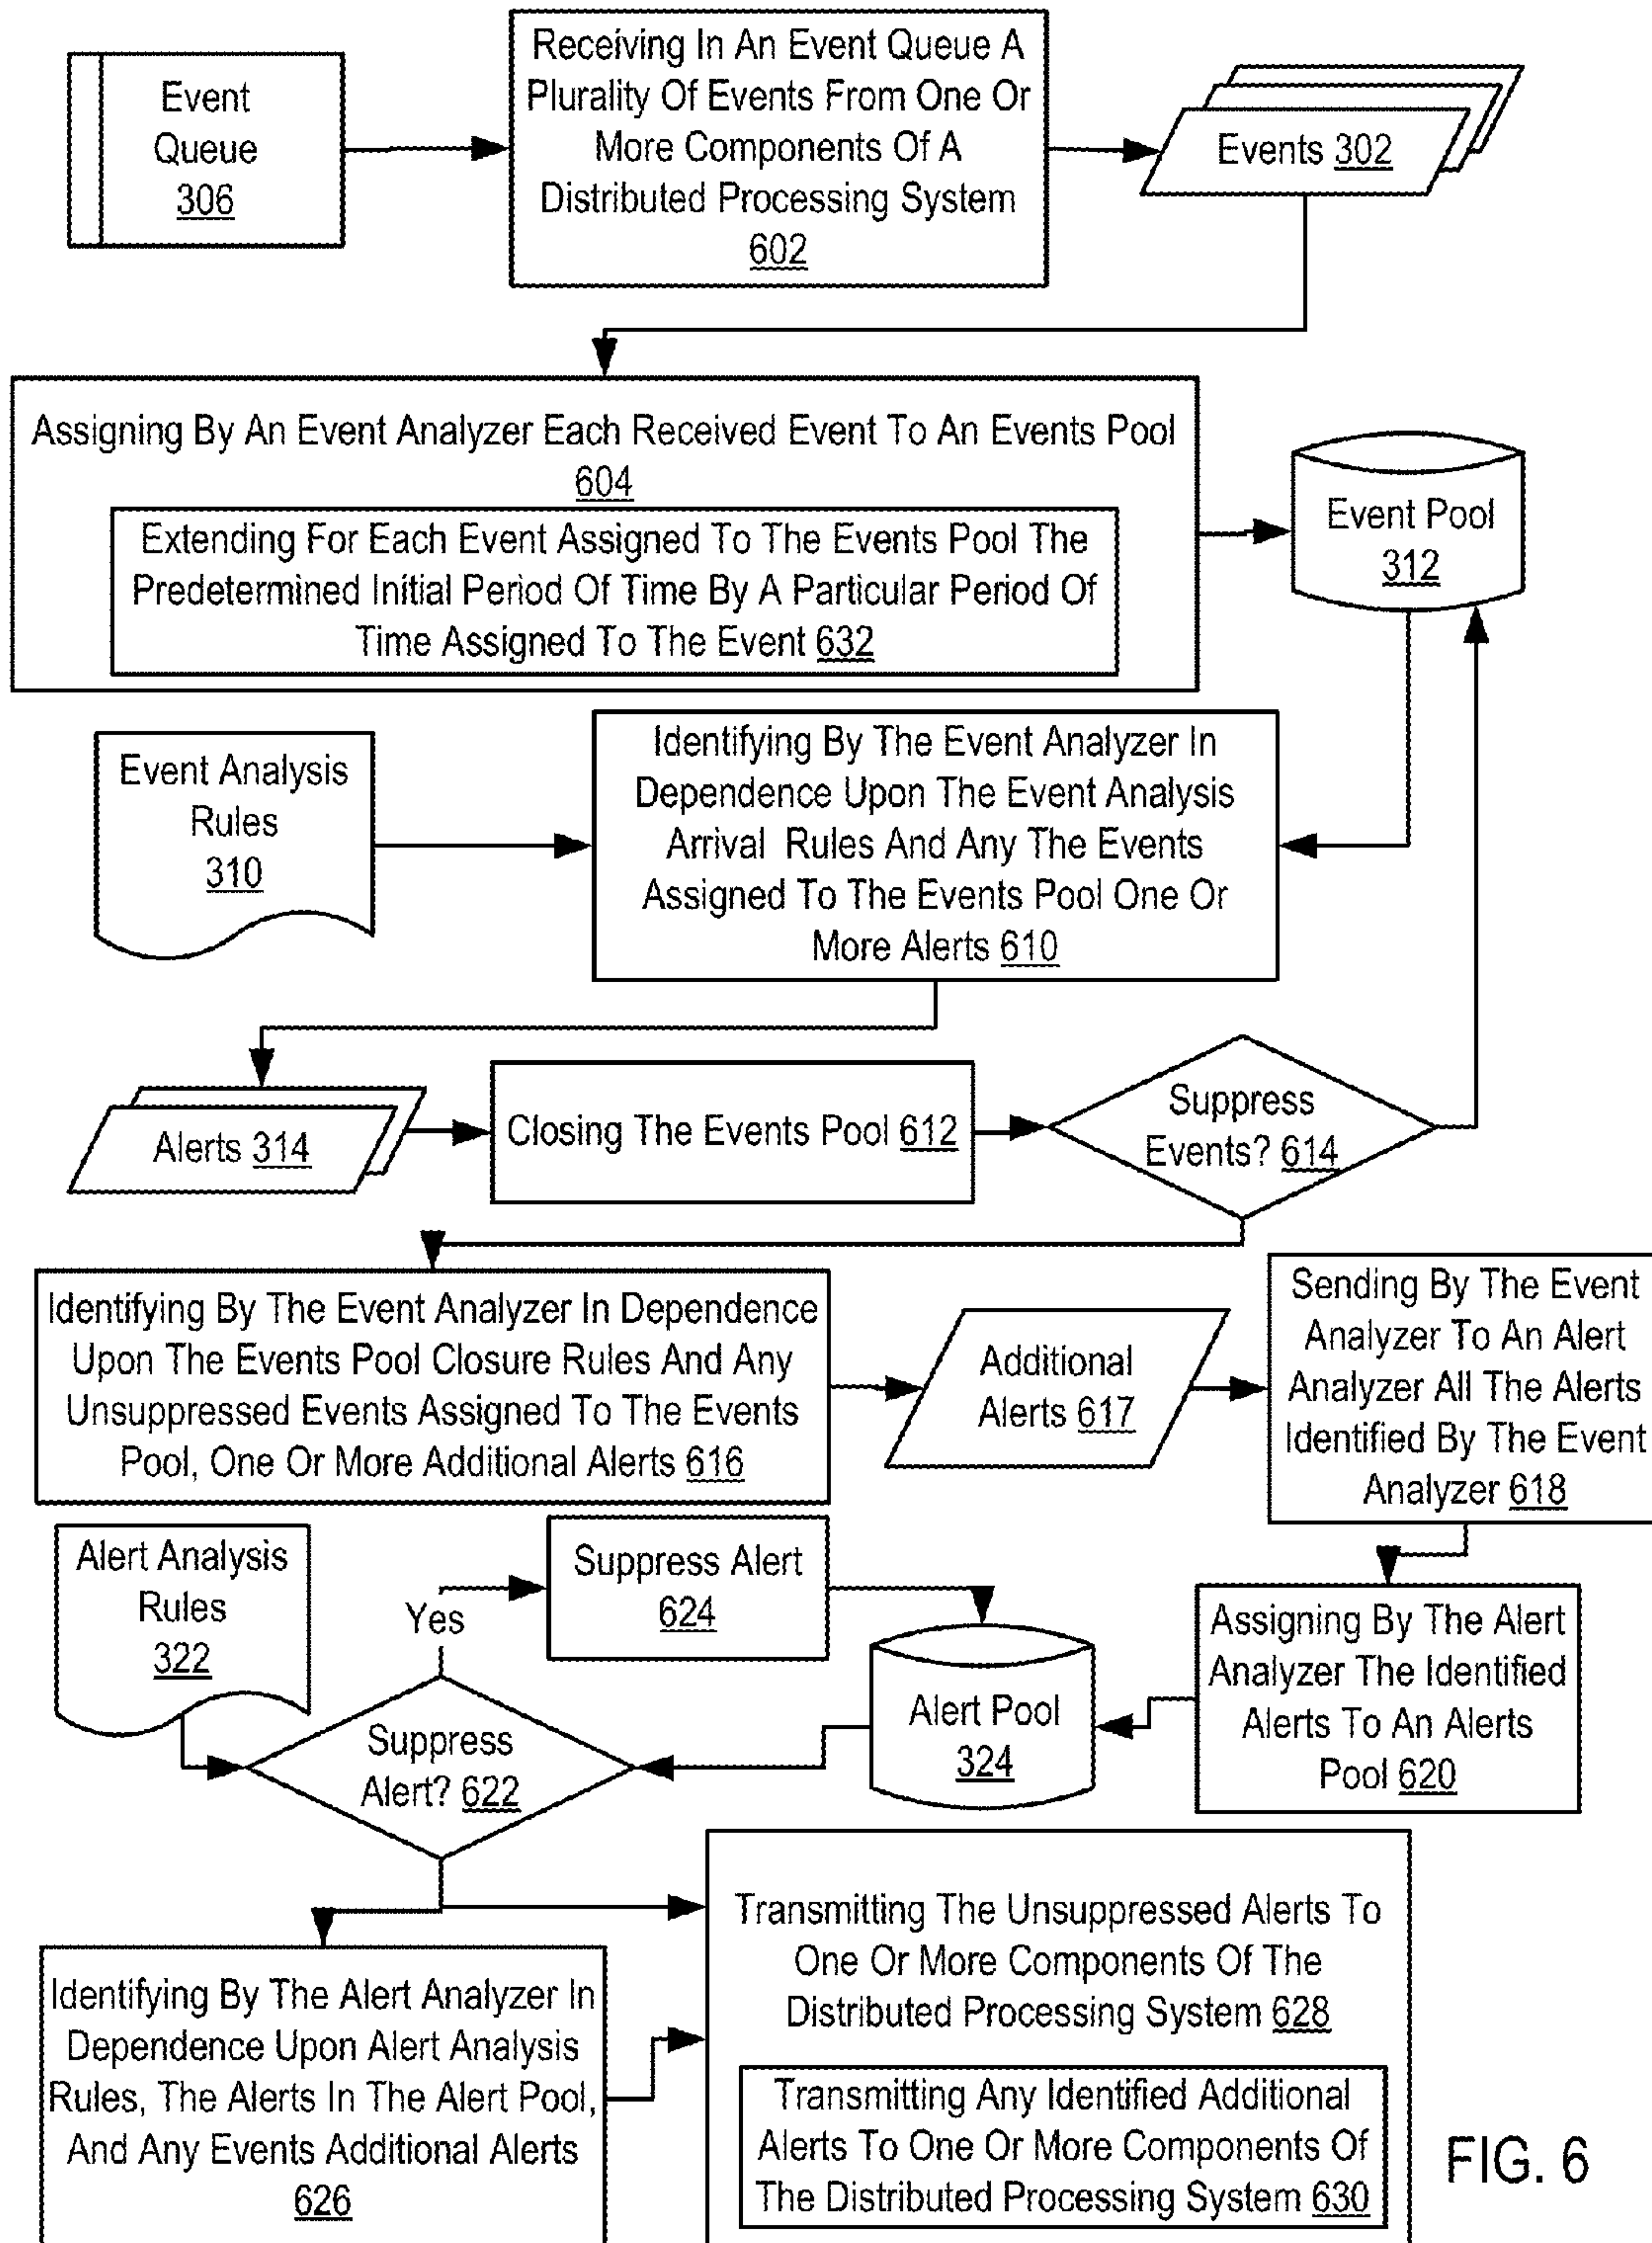 Event
Queue
306
Receiving In An Event Queue A
Plurality Of Events From One Or
More Components Of A
Distributed Processing System
602
Events 302
Assigning By An Event Analyzer Each Received Event To An Events Pool
604
Extending For Each Event Assigned To The Events Pool The
Predetermined Initial Period Of Time By A Particular Period Of
Time Assigned To The Event 632
Event Pool
312
Event Analysis
Rules
310
Identifying By The Event Analyzer In
Dependence Upon The Event Analysis
Arrival Rules And Any The Events
Assigned To The Events Pool One Or
More Alerts 610
Alerts 314
Closing The Events Pool 612
Suppress
Events? 614
Identifying By The Event Analyzer In Dependence
Upon The Events Pool Closure Rules And Any
Unsuppressed Events Assigned To The Events
Pool, One Or More Additional Alerts 616
Additional
Alerts 617
Sending By The Event
Analyzer To An Alert
Analyzer All The Alerts
Identified By The Event
Analyzer 618
Alert Analysis
Rules
322
Yes
Suppress Alert
624
Suppress
Alert? 622
Alert Pool
324
Assigning By The Alert
Analyzer The Identified
Alerts To An Alerts
Pool 620
Identifying By The Alert Analyzer In
Dependence Upon Alert Analysis
Rules, The Alerts In The Alert Pool,
And Any Events Additional Alerts
626
Transmitting The Unsuppressed Alerts To
One Or More Components Of The
Distributed Processing System 628
Transmitting Any Identified Additional
Alerts To One Or More Components Of
The Distributed Processing System 630
FIG. 6